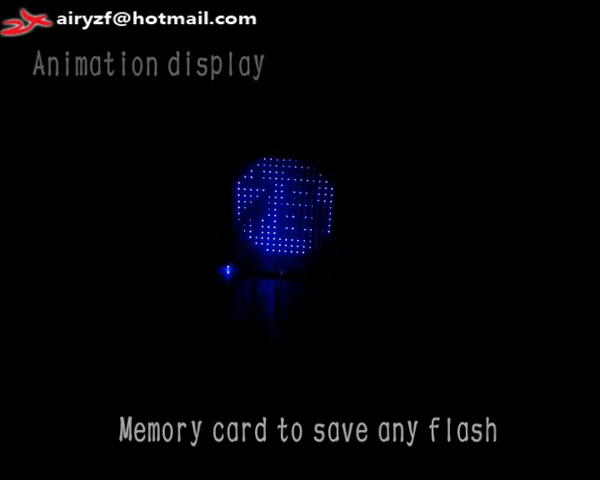 airyzf@hotmail.com
Animation display
Memory card to save any flash